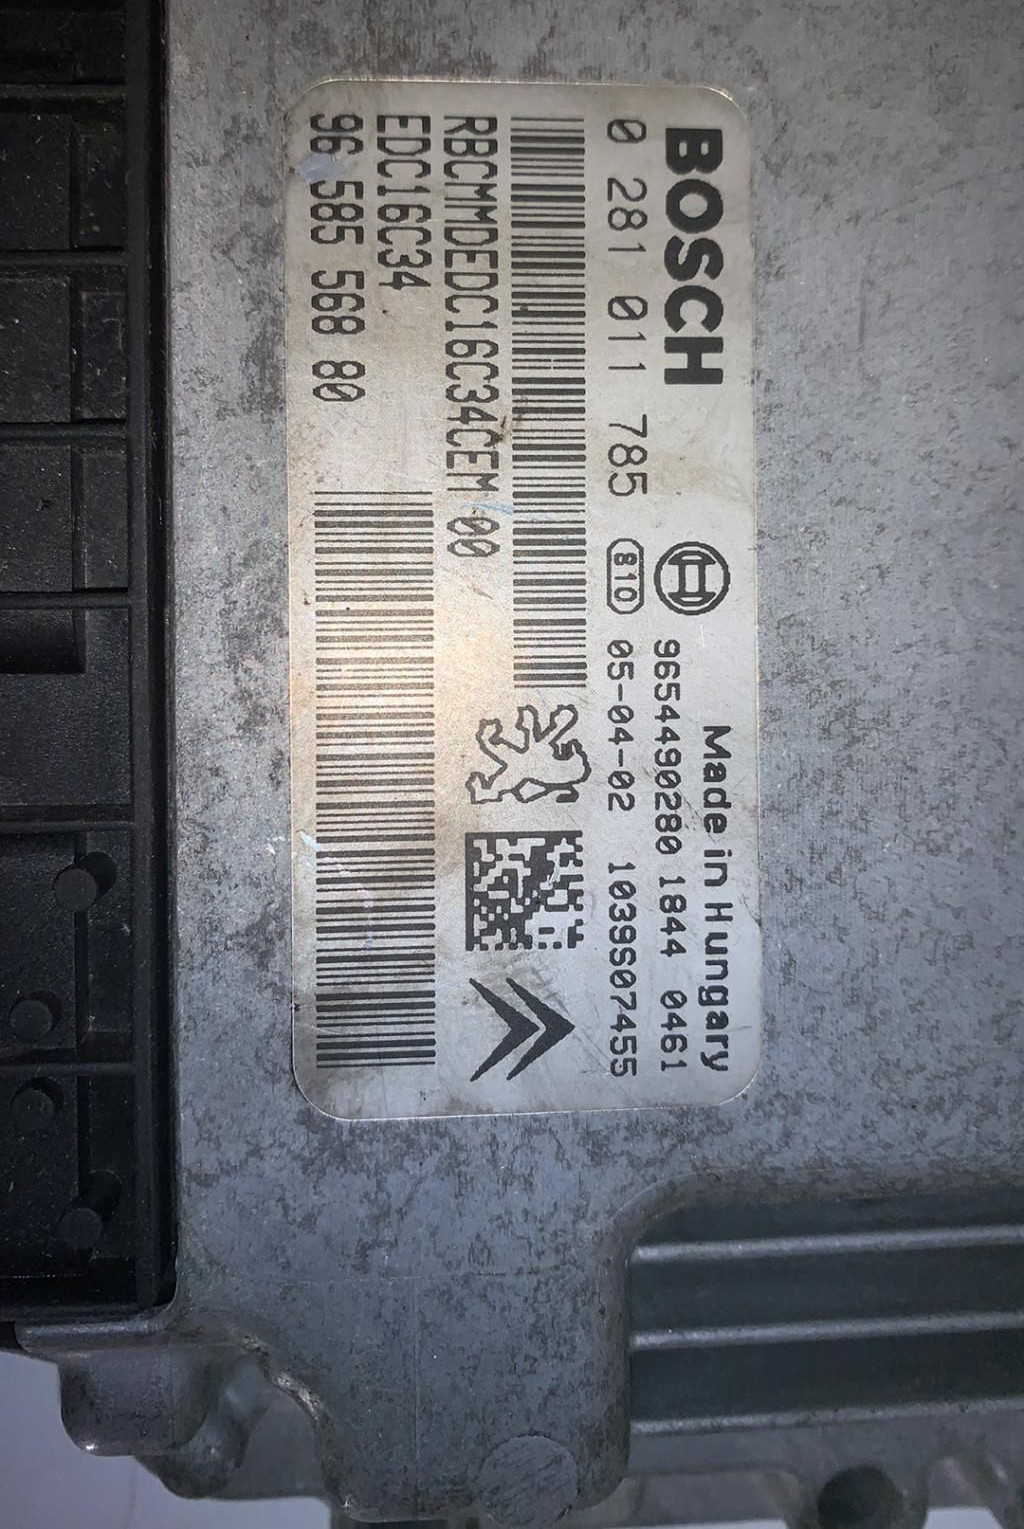 BOSCH
Made in Hungary
9654490280 1844 0461
0 281 011 785 810 05-04-02 1039S07455
RBCMMDEDC16C34CEM 00
EDC16C34
96 585 568 80